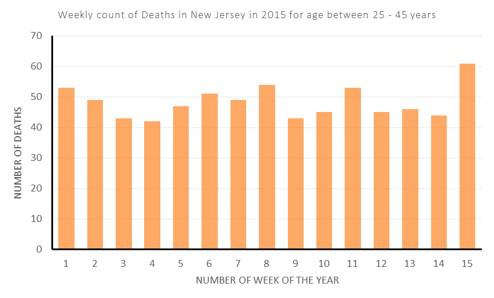 Weekly count of Deaths in New Jersey in 2015 for age between 25 - 45 years
70
60
50
40
30
20
10
0
NUMBER OF DEATHS
1 2 3 4 5 6 7 8 9 10 11 12 13 14 15
NUMBER OF WEEK OF THE YEAR